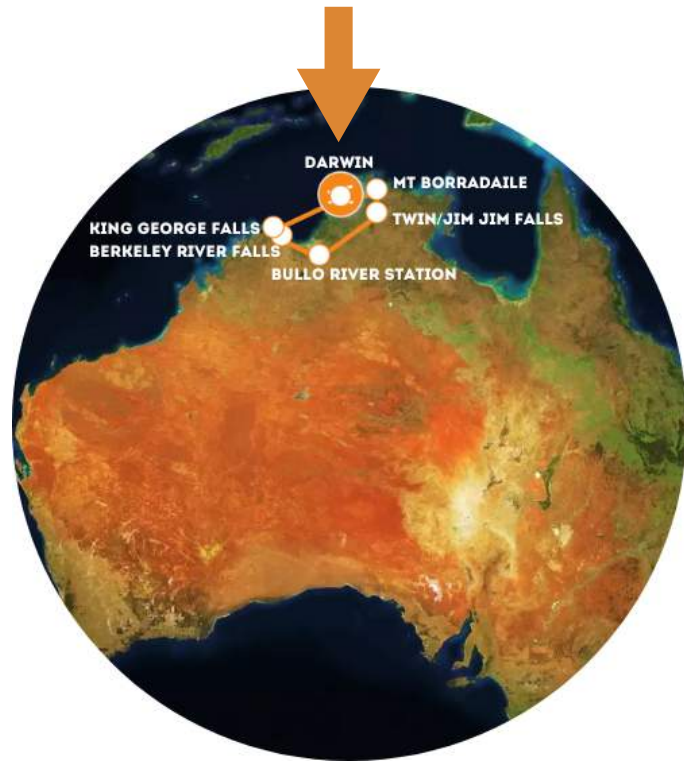 DARWIN
MT BORRADAILE
TWIN/JIM JIM FALLS
KING GEORGE FALLS
BERKELEY RIVER FALLS
BULLO RIVER STATION